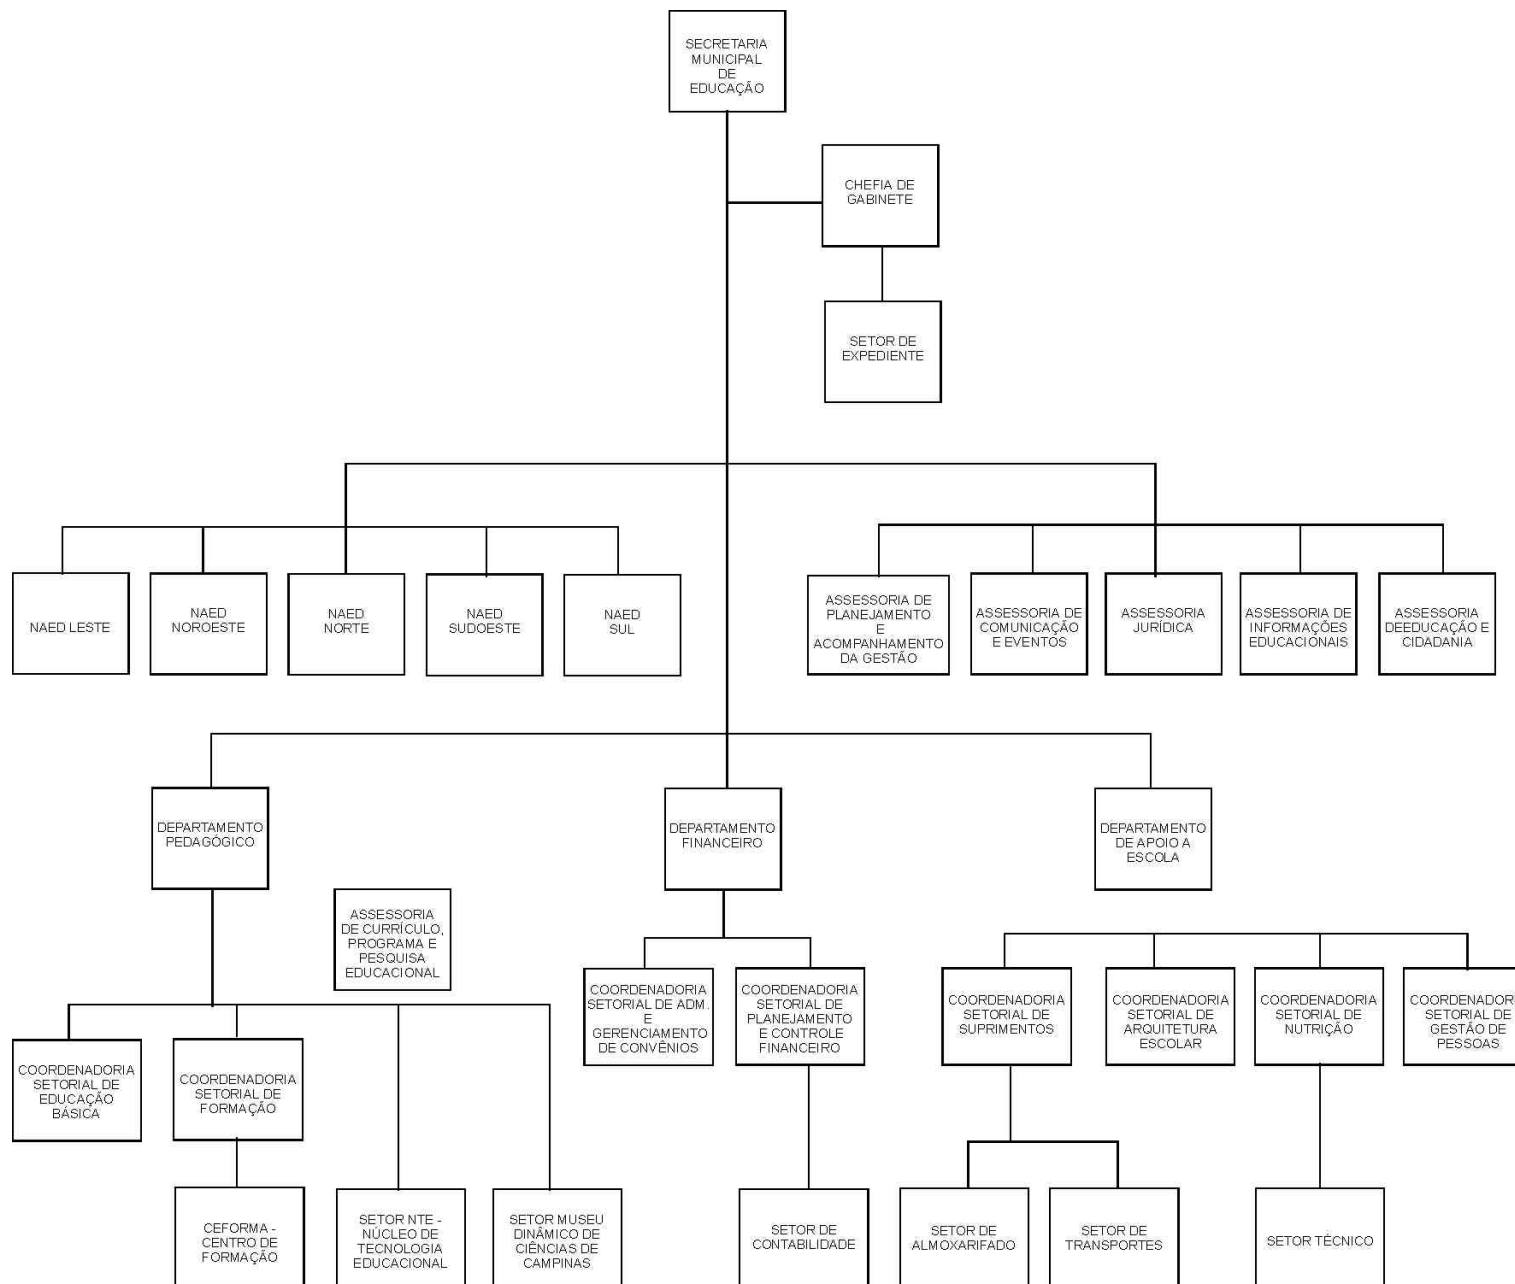 SECRETARIA
MUNICIPAL
DE
EDUCAÇÃO
CHEFIA DE
GABINETE
SETOR DE
EXPEDIENTE
NAED LESTE
NAED
NOROESTE
NAED
NORTE
NAED
SUDOESTE
NAED
SUL
ASSESSORIA DE
PLANEJAMENTO
E
ACOMPANHAMENTO
DA GESTÃO
ASSESSORIA DE
COMUNICAÇÃO
E EVENTOS
ASSESSORIA
JURÍDICA
ASSESSORIA DE
INFORMAÇÕES
EDUCACIONAIS
ASSESSORIA
DEEDUCAÇÃO E
CIDADANIA
DEPARTAMENTO
PEDAGÓGICO
DEPARTAMENTO
FINANCEIRO
DEPARTAMENTO
DE APOIO A
ESCOLA
ASSESSORIA
DE CURRÍCULO,
PROGRAMA E
PESQUISA
EDUCACIONAL
COORDENADORIA
SETORIAL DE ADM.
E
GERENCIAMENTO
DE CONVÊNIOS
COORDENADORIA
SETORIAL DE
PLANEJAMENTO
E CONTROLE
FINANCEIRO
COORDENADORIA
SETORIAL DE
SUPRIMENTOS
COORDENADORIA
SETORIAL DE
ARQUITETURA
ESCOLAR
COORDENADORIA
SETORIAL DE
NUTRIÇÃO
COORDENADORI
SETORIAL DE
GESTÃO DE
PESSOAS
COORDENADORIA
SETORIAL DE
EDUCAÇÃO
BÁSICA
COORDENADORIA
SETORIAL DE
FORMAÇÃO
CEFORMA -
CENTRO DE
FORMAÇÃO
SETOR NTE -
NÚCLEO DE
TECNOLOGIA
EDUCACIONAL
SETOR MUSEU
DINÂMICO DE
CIÊNCIAS DE
CAMPINAS
SETOR DE
CONTABILIDADE
SETOR DE
ALMOXARIFADO
SETOR DE
TRANSPORTES
SETOR TÉCNICO